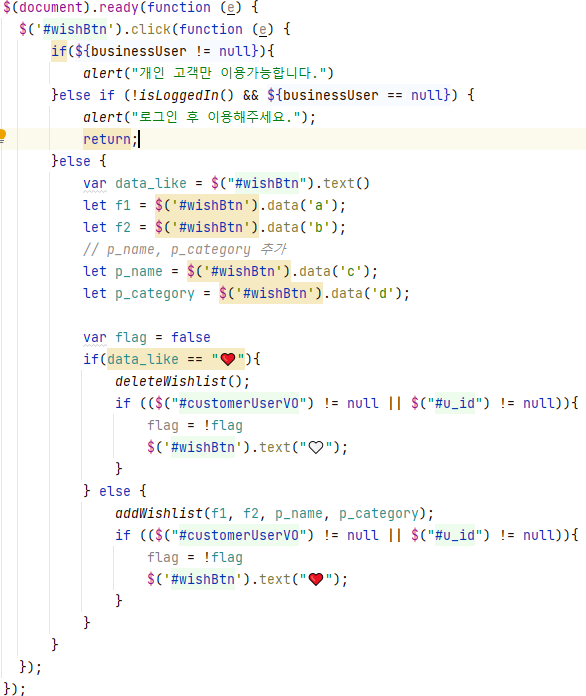 $(document).ready(function (e) {
  $('#wishBtn').click(function (e) {
      if(${businessUser != null}){
          alert("개인 고객만 이용가능합니다.")
      }else if (!isLoggedIn() && ${businessUser == null}) {
          alert("로그인 후 이용해주세요.");
          return;
      }else {
          var data_like = $("#wishBtn").text()
          let f1 = $('#wishBtn').data('a');
          let f2 = $('#wishBtn').data('b');
          // p_name, p_category 추가
          let p_name = $('#wishBtn').data('c');
          let p_category = $('#wishBtn').data('d');

          var flag = false
          if(data_like == "❤️"){
              deleteWishlist();
              if (($("#customerUserVO") != null || $("#u_id") != null)){
                  flag = !flag
                  $('#wishBtn').text("🤍");
              }
          } else {
              addWishlist(f1, f2, p_name, p_category);
              if (($("#customerUserVO") != null || $("#u_id") != null)){
                  flag = !flag
                  $('#wishBtn').text("❤️");
              }
          }
      }
  });
});